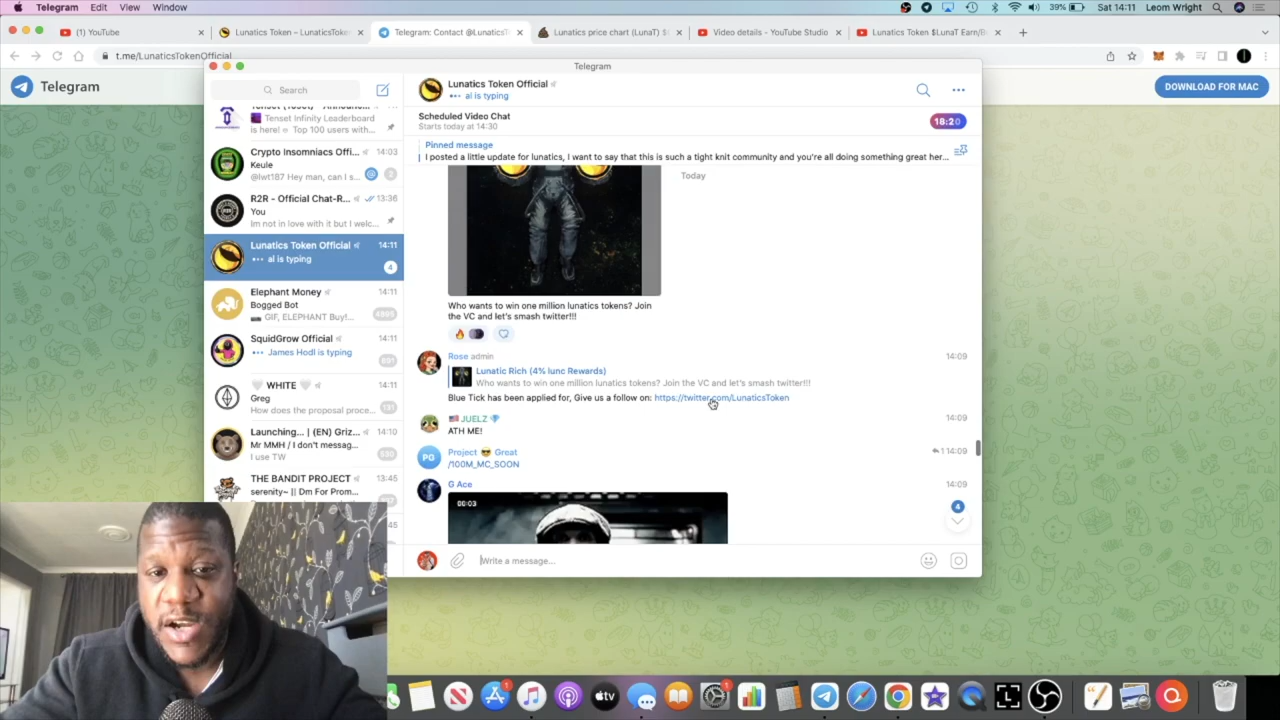 Telegram Edit View Window
39% Sat 14:11 Leom Wright
(1) YouTube
Lunatics Token – LunaticsToken
Telegram: Contact @LunaticsT
Lunatics price chart (LunaT) $
Video details - YouTube Studio
Lunatics Token $LunaT Earn/B
t.me/LunaticsTokenOfficial
Telegram
DOWNLOAD FOR MAC
Telegram
Search
Infinity Leaderboard
is here! Top 100 users with...
Crypto Insomniacs Offi... 14:03
Keule
@lwt187 Hey man, can I s... @ 2
R2R - Official Chat-R... 13:36
You
Im not in love with it but I welc...
Lunatics Token Official 14:11
al is typing 4
Elephant Money 14:11
Bogged Bot
GIF, ELEPHANT Buy!...
SquidGrow Official 14:11
James Hodl is typing
WHITE 14:11
Greg
How does the proposal proce...
Launching... | {EN} Griz... 14:10
Mr MMH / I don't messag...
I use TW
THE BANDIT PROJECT 13:45
serenity~ || Dm For Prom...
Lunatics Token Official
al is typing
Scheduled Video Chat
Starts today at 14:30
Pinned message
I posted a little update for lunatics, I want to say that this is such a tight knit community and you're all doing something great her...
Today
Who wants to win one million lunatics tokens? Join
the VC and let's smash twitter!!!
Rose admin 14:09
Lunatic Rich (4% lunc Rewards)
Who wants to win one million lunatics tokens? Join the VC and let's smash twitter!!!
Blue Tick has been applied for, Give us a follow on: https://twitter.com/LunaticsToken
JUELZ 14:09
ATH ME!
PG
Project Great 1 14:09
/100M_MC_SOON
G Ace 14:09
00:03
4
Write a message...
tv